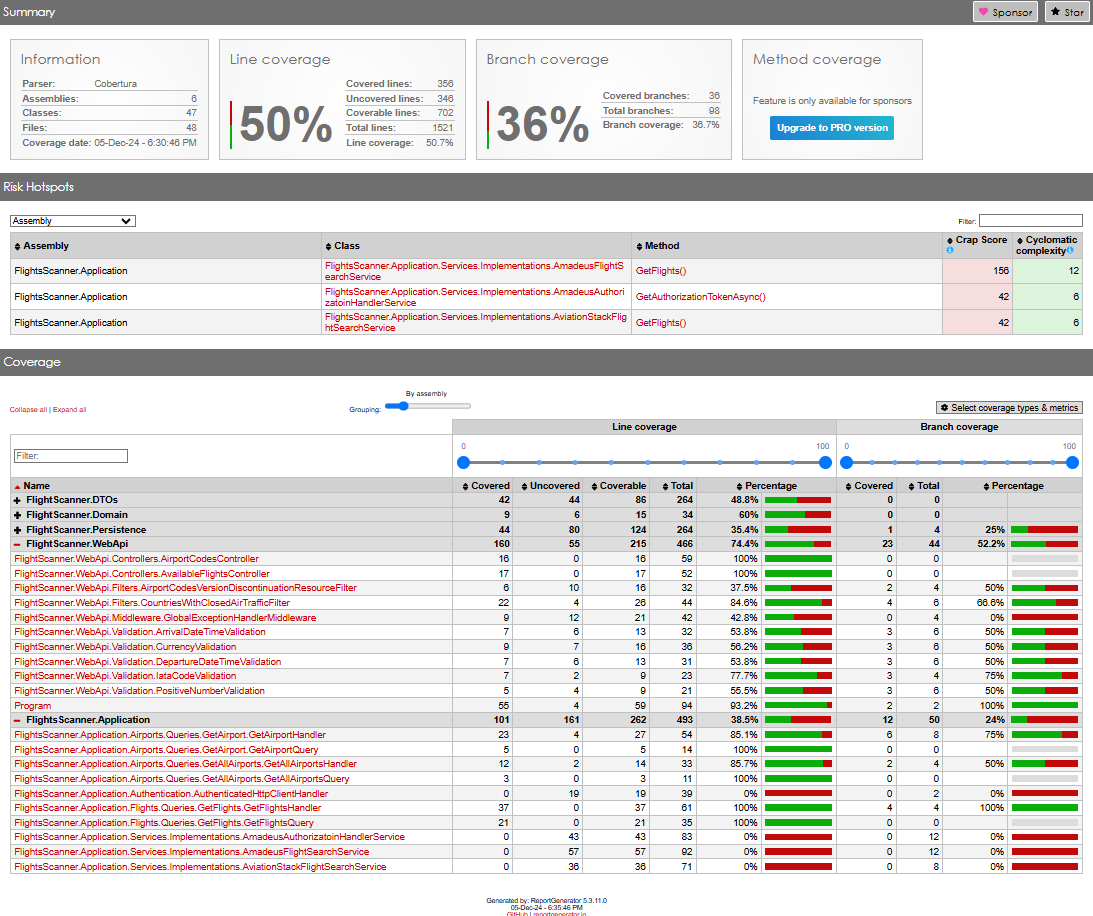 Summary
Sponsor Star
Information
Parser: Cobertura
Assemblies: 6
Classes: 47
Files: 48
Coverage date: 05-Dec-24 - 6:30:46 PM
Line coverage
50%
Covered lines: 356
Uncovered lines: 346
Coverable lines: 702
Total lines: 1521
Line coverage: 50.7%
Branch coverage
36%
Covered branches: 36
Total branches: 98
Branch coverage: 36.7%
Method coverage
Feature is only available for sponsors
Upgrade to PRO version
Risk Hotspots
Assembly
Filter:
Assembly Class Method Crap Score Cyclomatic
complexity
FlightsScanner.Application FlightsScanner.Application.Services.Implementations.AmadeusFlightS
earchService GetFlights() 156 12
FlightsScanner.Application FlightsScanner.Application.Services.Implementations.AmadeusAuthori
zatoinHandlerService GetAuthorizationTokenAsync() 42 6
FlightsScanner.Application FlightsScanner.Application.Services.Implementations.AviationStackFlig
htSearchService GetFlights() 42 6
Coverage
Collapse all | Expand all
By assembly
Grouping:
Select coverage types & metrics
Line coverage Branch coverage
0 100 0 100
Filter:
Name Covered Uncovered Coverable Total Percentage Covered Total Percentage
FlightScanner.DTOs 42 44 86 264 48.8% 0 0
FlightScanner.Domain 9 6 15 34 60% 0 0
FlightScanner.Persistence 44 80 124 264 35.4% 1 4 25%
FlightScanner.WebApi 160 55 215 466 74.4% 23 44 52.2%
FlightScanner.WebApi.Controllers.AirportCodesController 16 0 16 59 100% 0 0
FlightScanner.WebApi.Controllers.AvailableFlightsController 17 0 17 52 100% 0 0
FlightScanner.WebApi.Filters.AirportCodesVersionDiscontinuationResourceFilter 6 10 16 32 37.5% 2 4 50%
FlightScanner.WebApi.Filters.CountriesWithClosedAirTrafficFilter 22 4 26 44 84.6% 4 6 66.6%
FlightScanner.WebApi.Middleware.GlobalExceptionHandlerMiddleware 9 12 21 42 42.8% 0 4 0%
FlightScanner.WebApi.Validation.ArrivalDateTimeValidation 7 6 13 32 53.8% 3 6 50%
FlightScanner.WebApi.Validation.CurrencyValidation 9 7 16 36 56.2% 3 6 50%
FlightScanner.WebApi.Validation.DepartureDateTimeValidation 7 6 13 31 53.8% 3 6 50%
FlightScanner.WebApi.Validation.IataCodeValidation 7 2 9 23 77.7% 3 4 75%
FlightScanner.WebApi.Validation.PositiveNumberValidation 5 4 9 21 55.5% 3 6 50%
Program 55 4 59 94 93.2% 2 2 100%
FlightsScanner.Application 101 161 262 493 38.5% 12 50 24%
FlightsScanner.Application.Airports.Queries.GetAirport.GetAirportHandler 23 4 27 54 85.1% 6 8 75%
FlightsScanner.Application.Airports.Queries.GetAirport.GetAirportQuery 5 0 5 14 100% 0 0
FlightsScanner.Application.Airports.Queries.GetAllAirports.GetAllAirportsHandler 12 2 14 33 85.7% 2 4 50%
FlightsScanner.Application.Airports.Queries.GetAllAirports.GetAllAirportsQuery 3 0 3 11 100% 0 0
FlightsScanner.Application.Authentication.AuthenticatedHttpClientHandler 0 19 19 39 0% 0 2 0%
FlightsScanner.Application.Flights.Queries.GetFlights.GetFlightsHandler 37 0 37 61 100% 4 4 100%
FlightsScanner.Application.Flights.Queries.GetFlights.GetFlightsQuery 21 0 21 35 100% 0 0
FlightsScanner.Application.Services.Implementations.AmadeusAuthorizatoinHandlerService 0 43 43 83 0% 0 12 0%
FlightsScanner.Application.Services.Implementations.AmadeusFlightSearchService 0 57 57 92 0% 0 12 0%
FlightsScanner.Application.Services.Implementations.AviationStackFlightSearchService 0 36 36 71 0% 0 8 0%
Generated by: ReportGenerator 5.3.11.0
05-Dec-24 - 6:35:46 PM
GitHub | reportgenerator.io